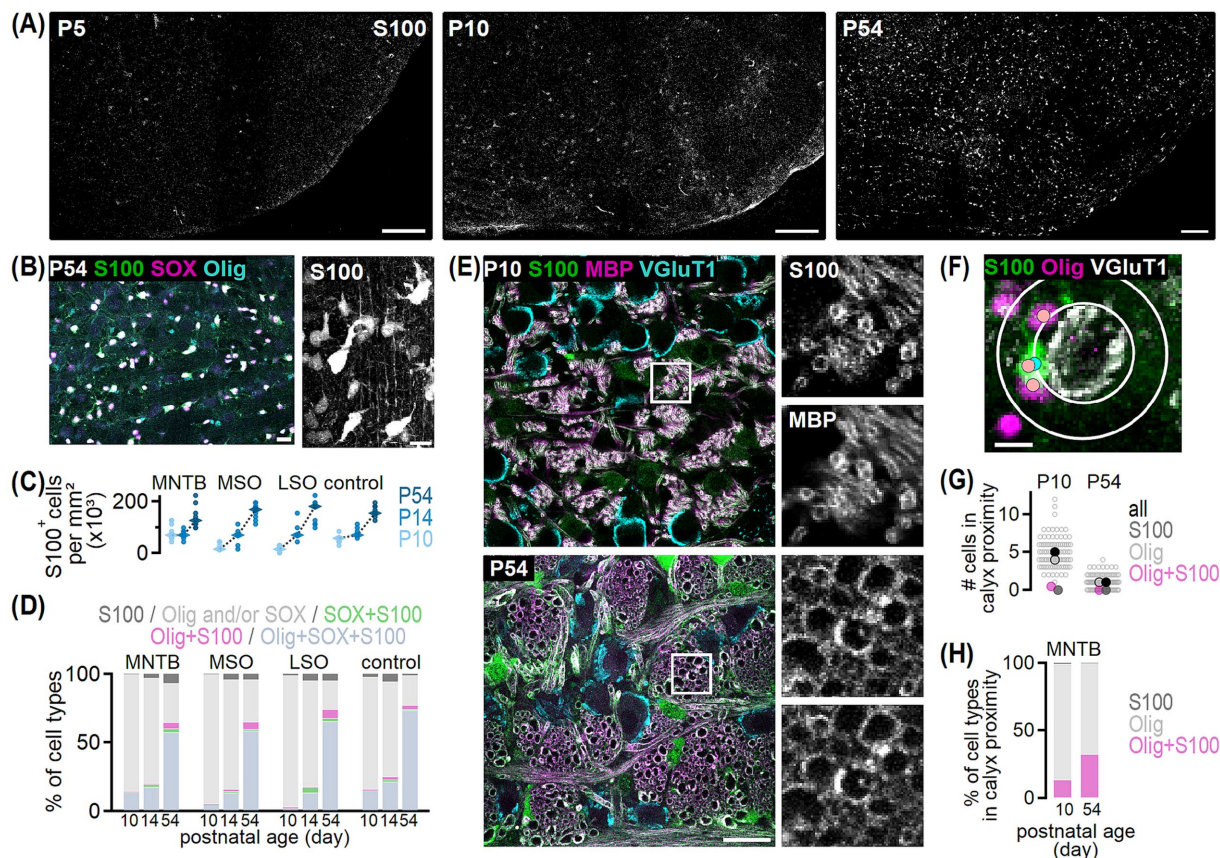 (A) P5 S100 P10 P54
(B) P54 S100 SOX Olig S100
(C) S100+ cells per mm² (x10³)
200
0
MNTB MSO LSO control
P54
P14
P10
(D) S100 / Olig and/or SOX / SOX+S100
Olig+S100 / Olig+SOX+S100
MNTB MSO LSO control
% of cell types
100
50
0
10 14 54 10 14 54 10 14 54 10 14 54
postnatal age (day)
(E) P10 S100 MBP VGluT1
S100
MBP
P54
(F) S100 Olig VGluT1
(G) P10 P54
# cells in
calyx proximity
10
5
0
all
S100
Olig
Olig+S100
(H) MNTB
% of cell types
in calyx proximity
100
50
0
S100
Olig
Olig+S100
10 54
postnatal age
(day)